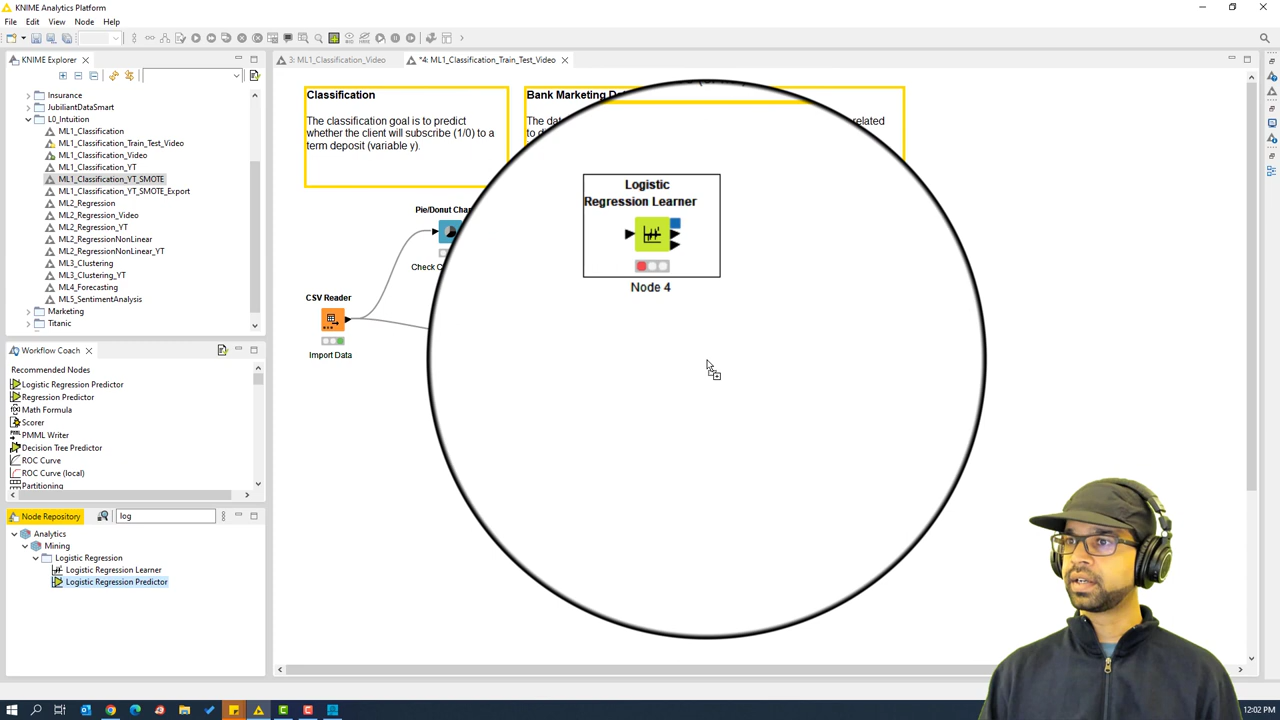 KNIME Analytics Platform
File Edit View Node Help
KNIME Explorer
3: ML1_Classification_Video
*4: ML1_Classification_Train_Test_Video
Insurance
JubiliantDataSmart
L0_Intuition
ML1_Classification
ML1_Classification_Train_Test_Video
ML1_Classification_Video
ML1_Classification_YT
ML1_Classification_YT_SMOTE
ML1_Classification_YT_SMOTE_Export
ML2_Regression
ML2_Regression_Video
ML2_Regression_YT
ML2_RegressionNonLinear
ML2_RegressionNonLinear_YT
ML3_Clustering
ML3_Clustering_YT
ML4_Forecasting
ML5_SentimentAnalysis
Marketing
Titanic
Workflow Coach
Recommended Nodes
Logistic Regression Predictor
Regression Predictor
Math Formula
Scorer
PMML Writer
Decision Tree Predictor
ROC Curve
ROC Curve (local)
Partitioning
Node Repository
log
Analytics
Mining
Logistic Regression
Logistic Regression Learner
Logistic Regression Predictor
Classification
The classification goal is to predict
whether the client will subscribe (1/0) to a
term deposit (variable y).
Bank Marketing D
The da
related
to d
Pie/Donut Char
Check C
CSV Reader
Import Data
Logistic
Regression Learner
Node 4
12:02 PM